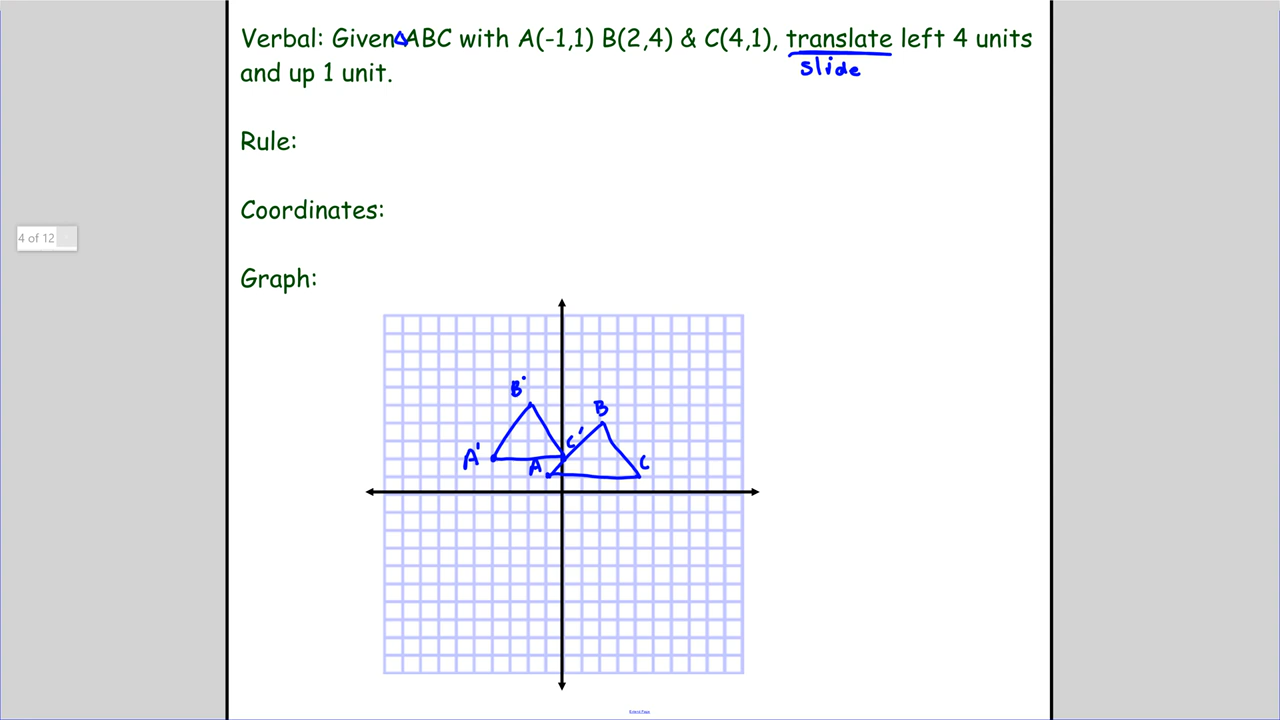 Verbal: Given △ABC with A(-1,1) B(2,4) & C(4,1), translate left 4 units
slide
and up 1 unit.
Rule:
Coordinates:
4 of 12
Graph:
B'
B
C'
A'
A
C